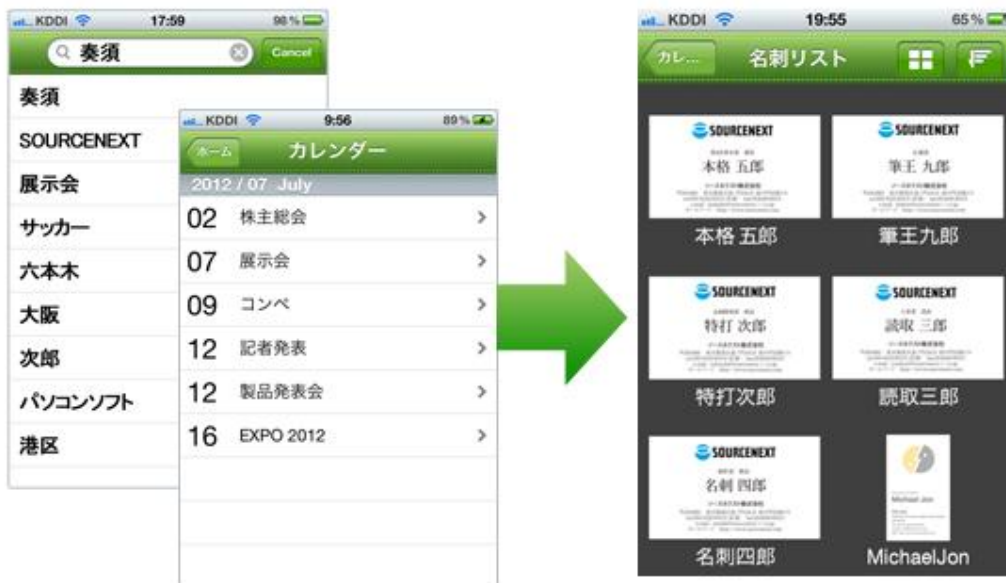 KDDI 17:59 98%
奏須 Cancel
奏須
SOURCENEXT
展示会
サッカー
六本木
大阪
次郎
パソコンソフト
港区
KDDI 9:56 89%
ホーム カレンダー
2012 / 07 July
02 株主総会
07 展示会
09 コンペ
12 記者発表
12 製品発表会
16 EXPO 2012
KDDI 19:55 65%
カレ... 名刺リスト
SOURCENEXT
本格 五郎
本格 五郎
SOURCENEXT
筆王 九郎
筆王九郎
SOURCENEXT
特打 次郎
特打次郎
SOURCENEXT
読取 三郎
読取三郎
SOURCENEXT
名刺 四郎
名刺四郎
Michael Jon
MichaelJon